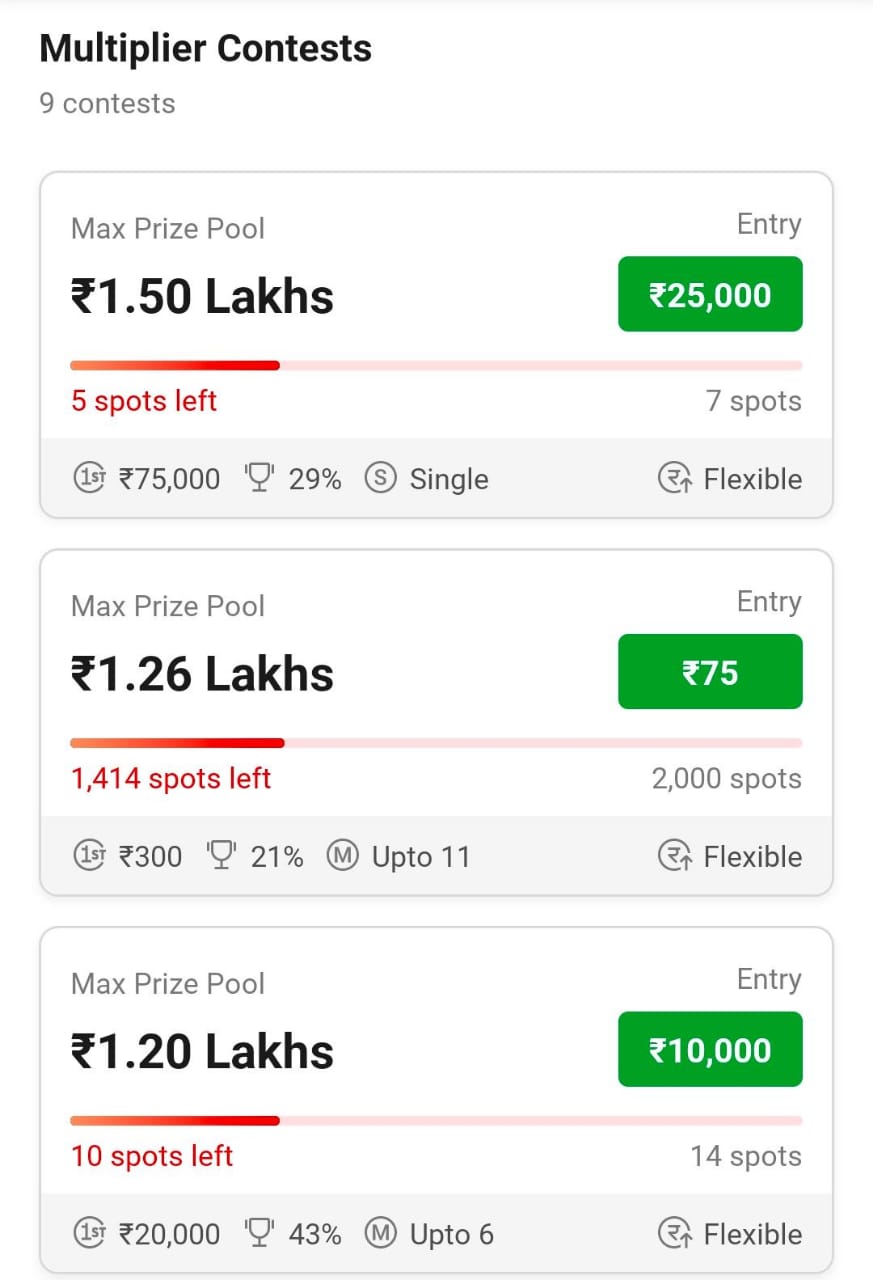 Multiplier Contests
9 contests
Max Prize Pool
Entry
₹1.50 Lakhs
₹25,000
5 spots left
7 spots
1ST ₹75,000 29% S Single
Flexible
Max Prize Pool
Entry
₹1.26 Lakhs
₹75
1,414 spots left
2,000 spots
1ST ₹300 21% M Upto 11
Flexible
Max Prize Pool
Entry
₹1.20 Lakhs
₹10,000
10 spots left
14 spots
1ST ₹20,000 43% M Upto 6
Flexible